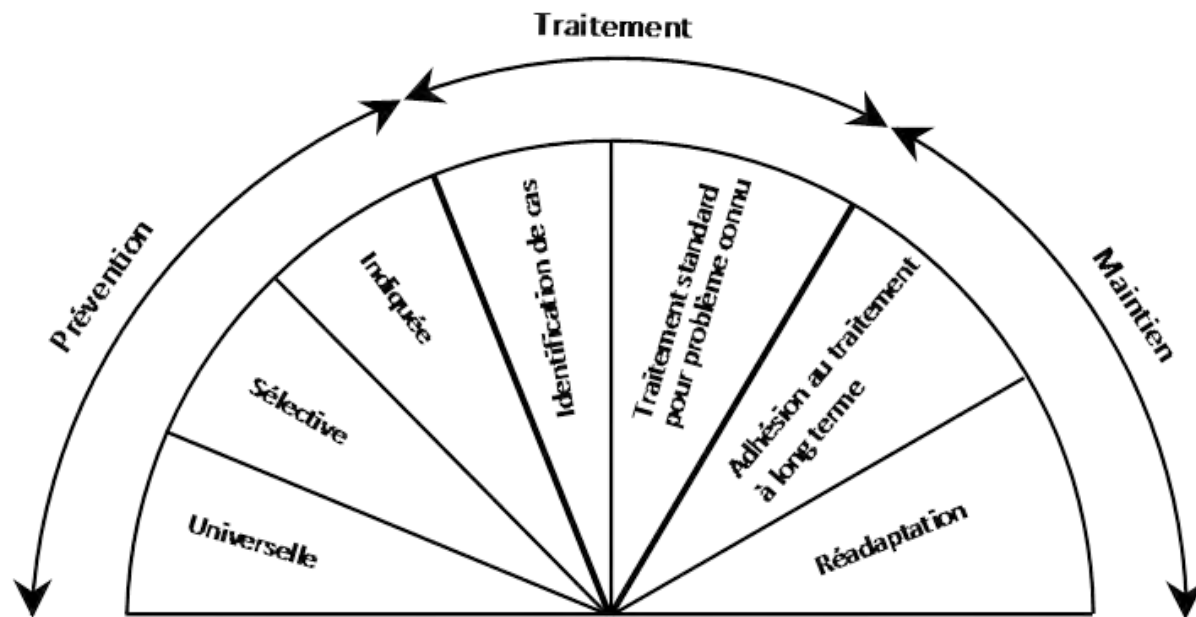 Traitement
Prévention
Maintien
Universelle
Sélective
Indiquée
Identification de cas
Traitement standard
pour problème connu
Adhésion au traitement
à long terme
Réadaptation